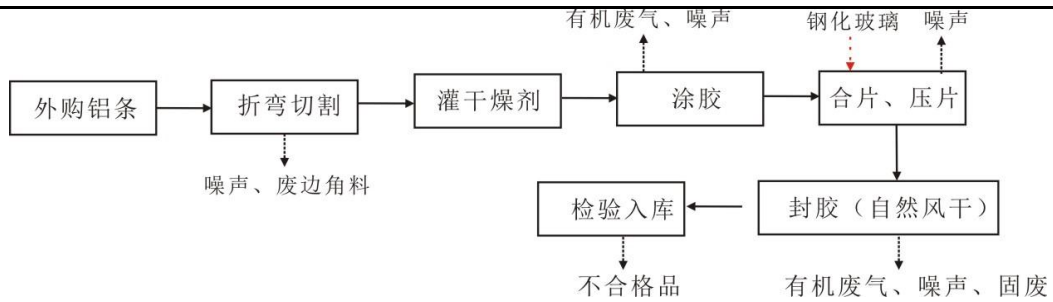 有机废气、噪声
钢化玻璃
噪声
外购铝条
折弯切割
灌干燥剂
涂胶
合片、压片
噪声、废边角料
检验入库
封胶（自然风干）
不合格品
有机废气、噪声、固废